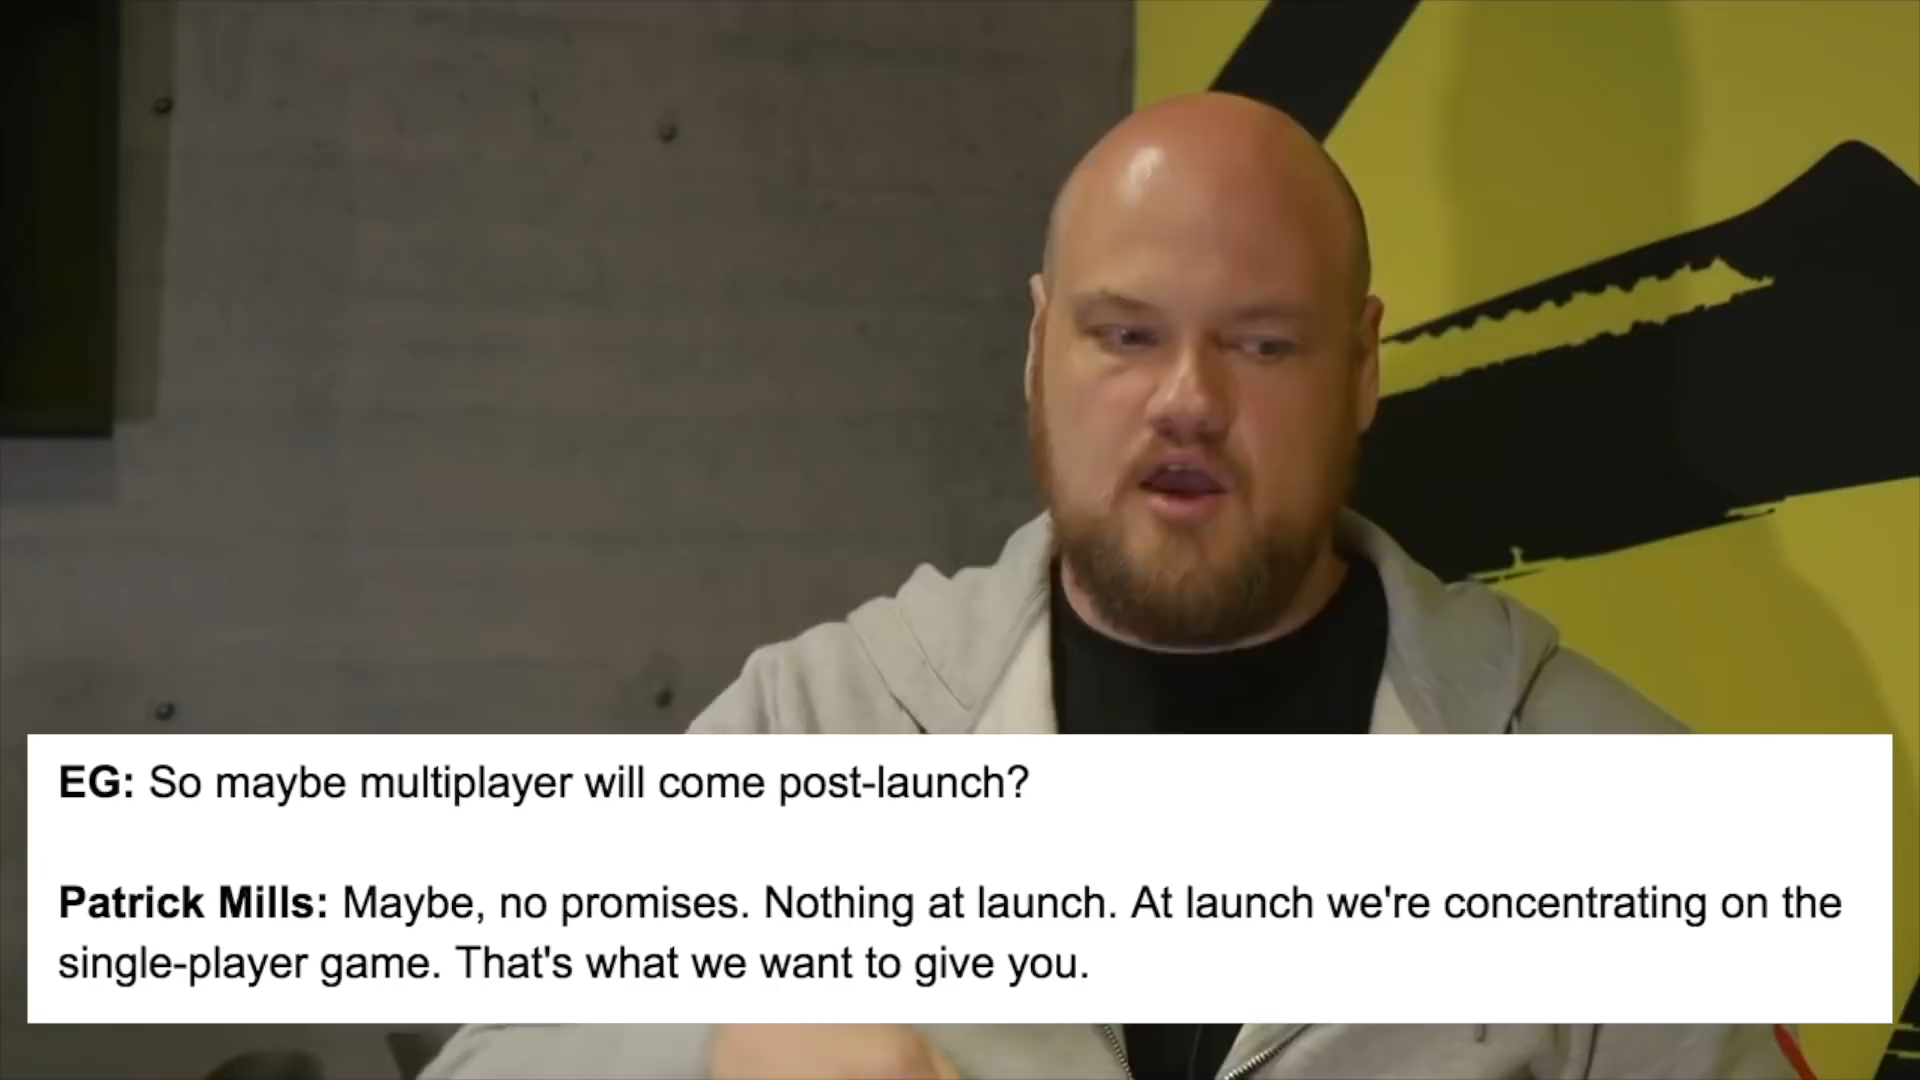 EG: So maybe multiplayer will come post-launch?
Patrick Mills: Maybe, no promises. Nothing at launch. At launch we're concentrating on the
single-player game. That's what we want to give you.